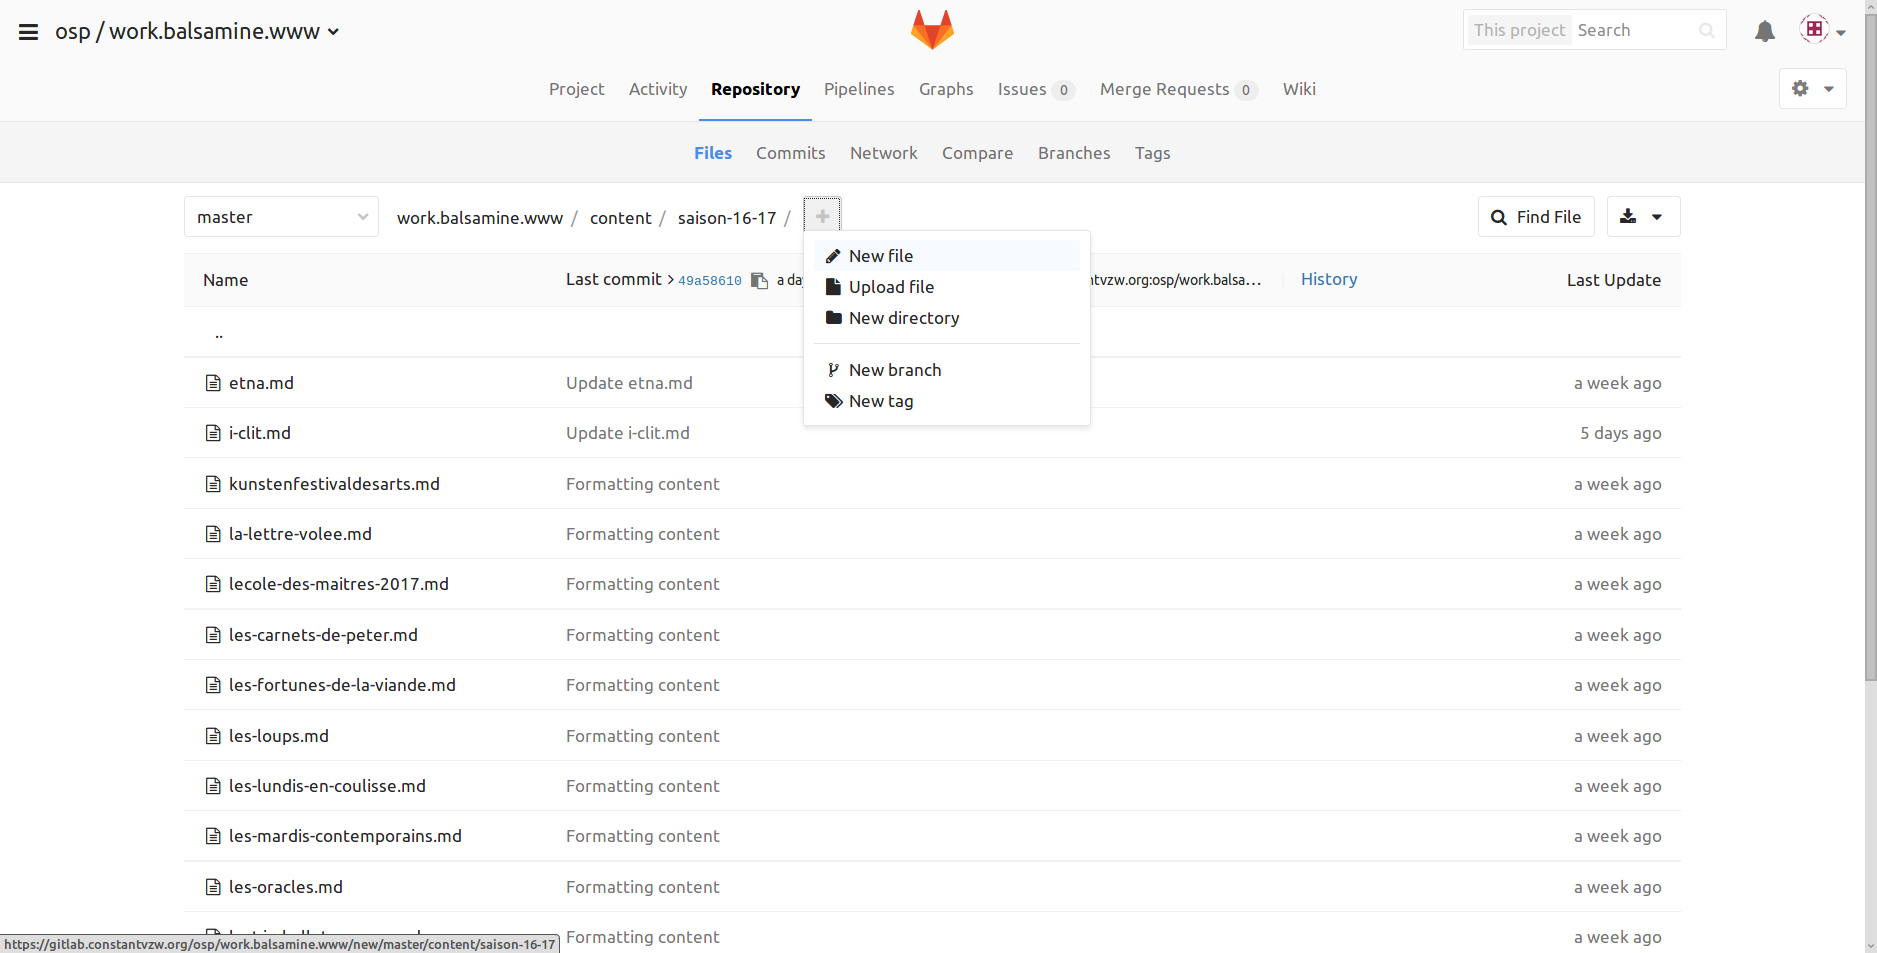 osp / work.balsamine.www
This project Search
Project Activity Repository Pipelines Graphs Issues 0 Merge Requests 0 Wiki
Files Commits Network Compare Branches Tags
master work.balsamine.www / content / saison-16-17 / + Find File
New file
Upload file
New directory
New branch
New tag
Name Last commit > 49a58610 a day ntvzw.org:osp/work.balsa... History Last Update
..
etna.md Update etna.md a week ago
i-clit.md Update i-clit.md 5 days ago
kunstenfestivaldesarts.md Formatting content a week ago
la-lettre-volee.md Formatting content a week ago
lecole-des-maitres-2017.md Formatting content a week ago
les-carnets-de-peter.md Formatting content a week ago
les-fortunes-de-la-viande.md Formatting content a week ago
les-loups.md Formatting content a week ago
les-lundis-en-coulisse.md Formatting content a week ago
les-mardis-contemporains.md Formatting content a week ago
les-oracles.md Formatting content a week ago
Formatting content a week ago
https://gitlab.constantvzw.org/osp/work.balsamine.www/new/master/content/saison-16-17